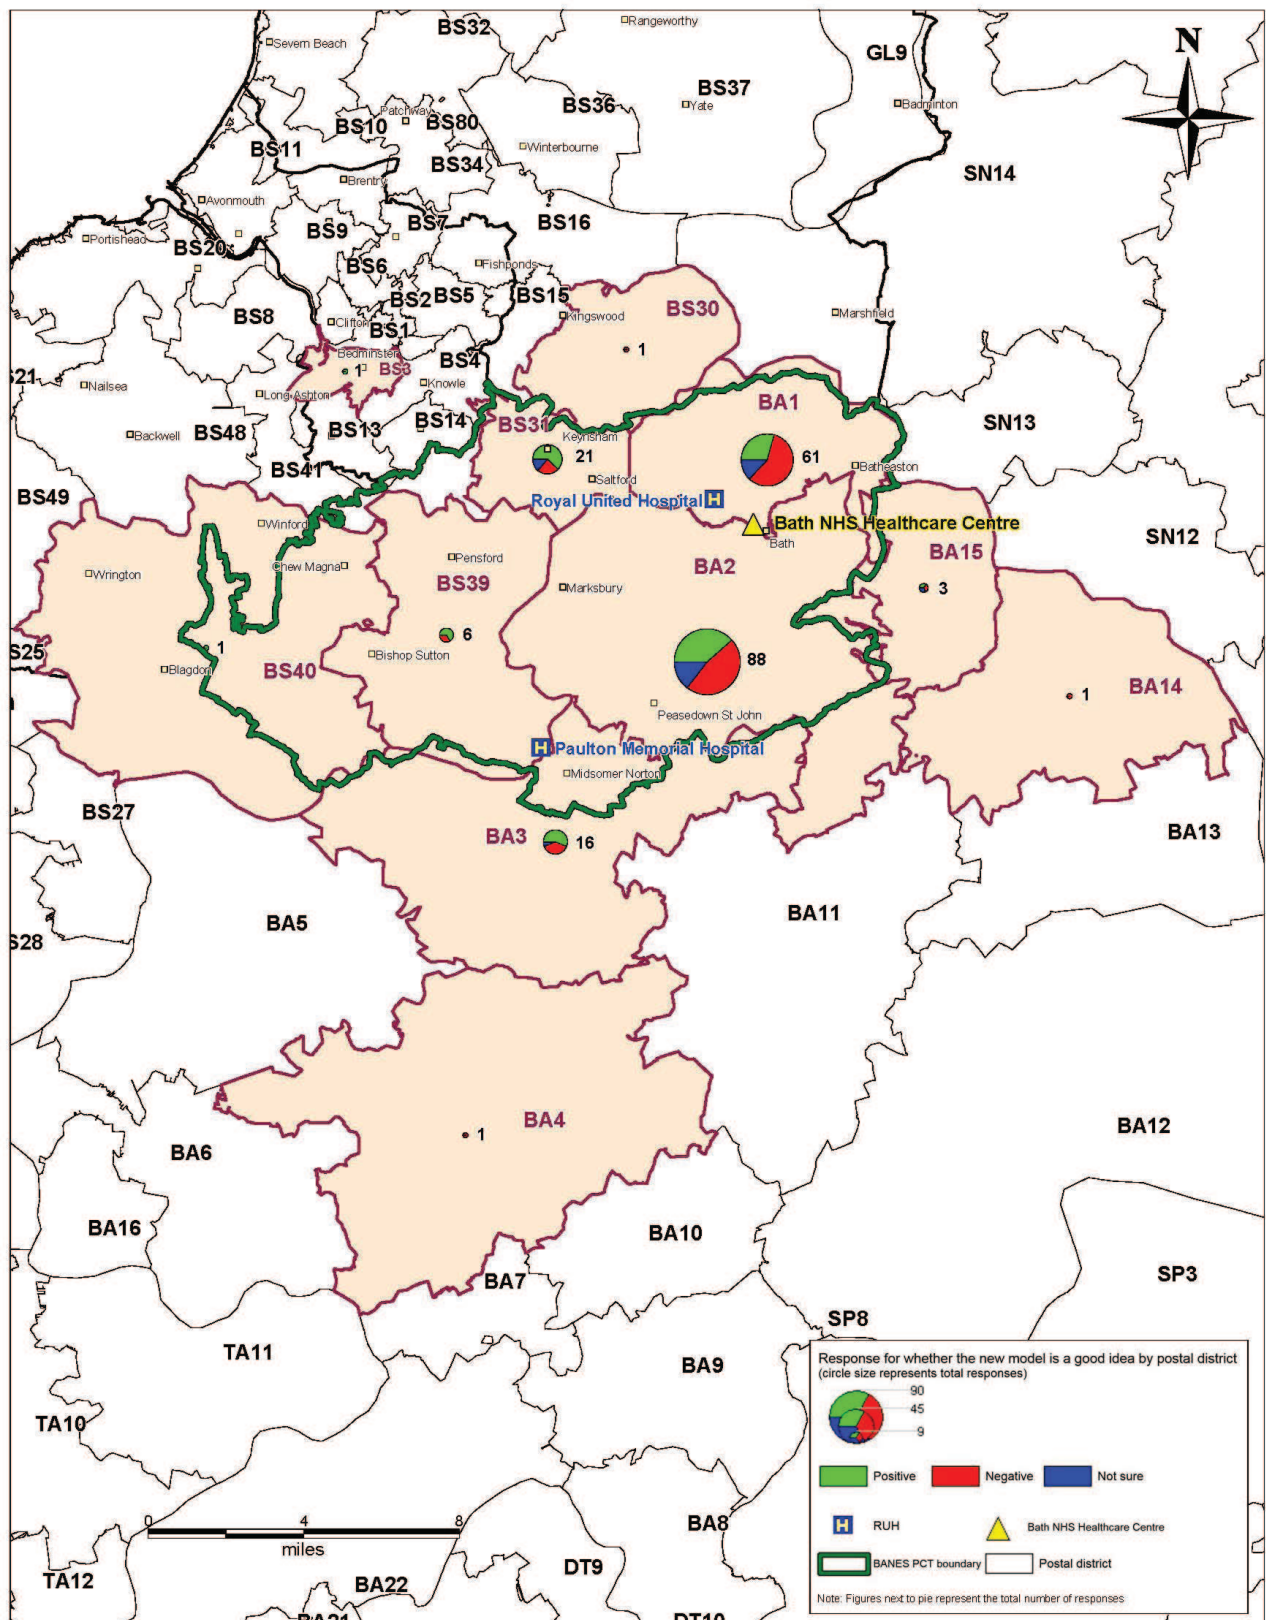 Rangeworthy
BS32
Severn Beach
GL9
N
BS37
BS36
Yate
Badminton
Patchway
BS10
BS80
BS11
Winterbourne
BS34
SN14
Brentry
Avonmouth
BS7
BS16
BS9
Portishead
BS20
Fishponds
BS6
BS2
BS5
BS15
BS30
BS8
Kingswood
Marshfield
Clifton
BS1
1
Bedminster
BS4
BS3
1
Nailsea
Knowle
Long Ashton
BA1
BS14
BS31
SN13
BS13
BS48
Backwell
Keynsham
21
61
Batheaston
BS41
Saltford
BS49
Royal United Hospital
H
Winford
Bath NHS Healthcare Centre
SN12
Bath
BA15
Pensford
Chew Magna
BA2
Wrington
BS39
Marksbury
3
6
1
Bishop Sutton
S25
88
Blagdon
BS40
BA14
1
Peasedown St John
H
Paulton Memorial Hospital
Midsomer Norton
BS27
BA3
16
BA13
BA11
BA5
S28
BA4
1
BA12
BA6
BA16
BA10
SP3
BA7
SP8
TA11
BA9
TA10
BA8
DT9
TA12
BA22
BA21
DT10
0 4 8
miles
Response for whether the new model is a good idea by postal district
(circle size represents total responses)
90
45
9
Positive
Negative
Not sure
H
RUH
Bath NHS Healthcare Centre
BANES PCT boundary
Postal district
Note: Figures next to pie represent the total number of responses